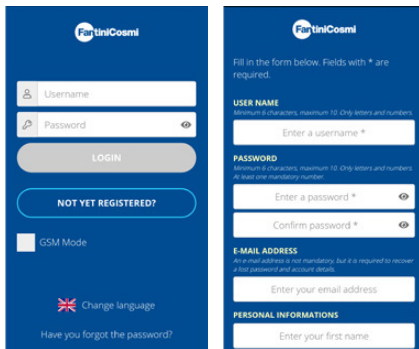 FantiniCosmi
Username
Password
LOGIN
NOT YET REGISTERED?
GSM Mode
Change language
Have you forgot the password?
FantiniCosmi
Fill in the form below. Fields with * are
required.
USER NAME
Minimum 6 characters, maximum 10. Only letters and numbers.
Enter a username *
PASSWORD
Minimum 6 characters, maximum 10. Only letters and numbers.
At least one mandatory number.
Enter a password *
Confirm password *
E-MAIL ADDRESS
An e-mail address is not mandatory, but it is required to recover
a lost password and account details.
Enter your email address
PERSONAL INFORMATIONS
Enter your first name